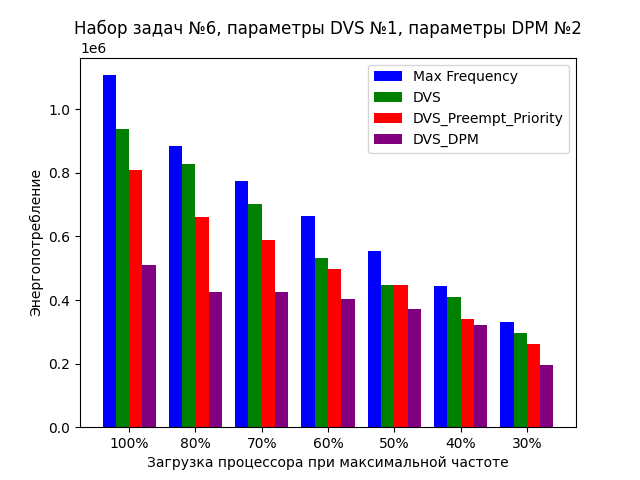 Набор задач №6, параметры DVS №1, параметры DPM №2
1e6
Max Frequency
DVS
DVS_Preempt_Priority
DVS_DPM
1.0
0.8
0.6
0.4
0.2
0.0
Энергопотребление
100% 80% 70% 60% 50% 40% 30%
Загрузка процессора при максимальной частоте